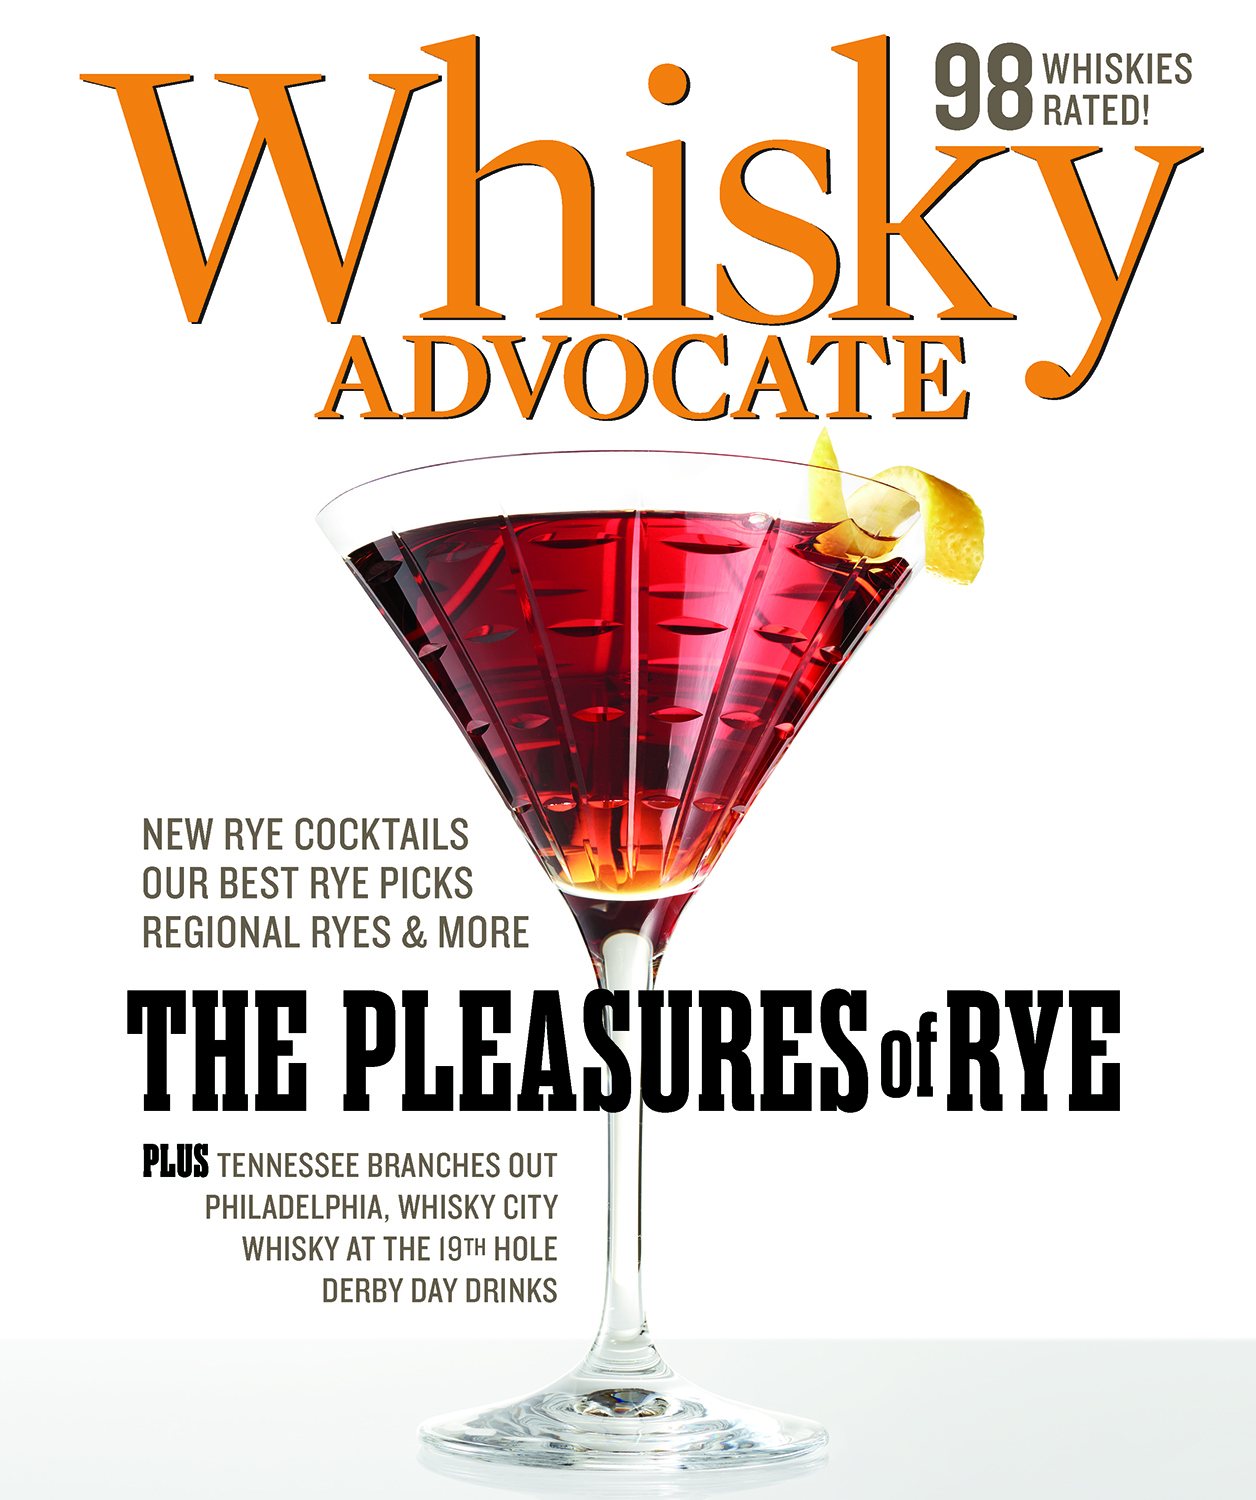 Whisky
ADVOCATE
98 WHISKIES
RATED!
NEW RYE COCKTAILS
OUR BEST RYE PICKS
REGIONAL RYES & MORE
THE PLEASURES of RYE
PLUS TENNESSEE BRANCHES OUT
PHILADELPHIA, WHISKY CITY
WHISKY AT THE 19TH HOLE
DERBY DAY DRINKS